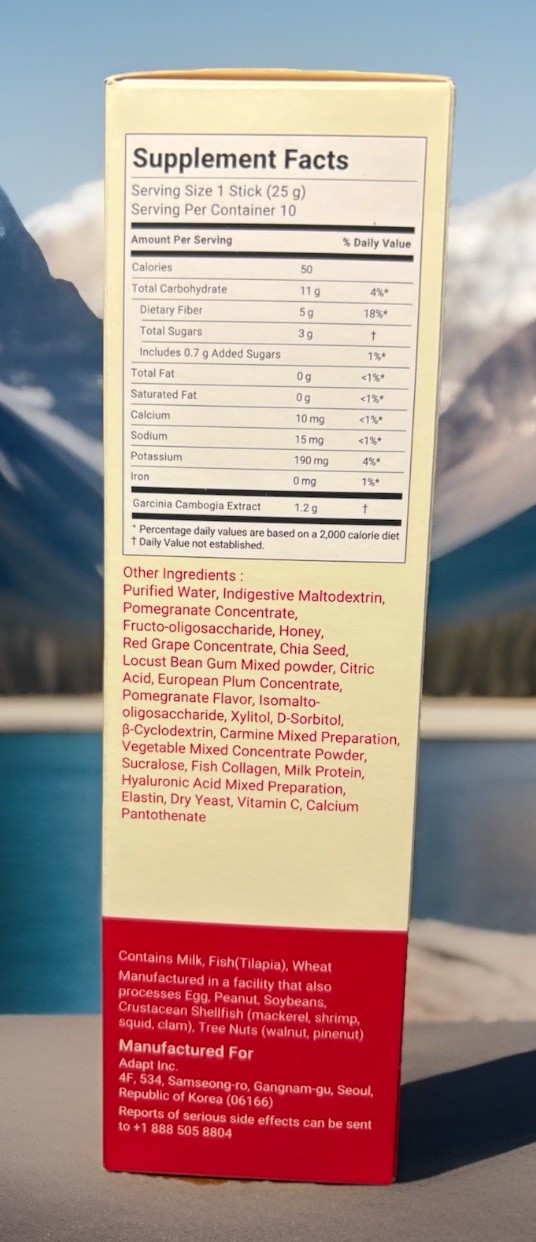 Supplement Facts
Serving Size 1 Stick (25 g)
Serving Per Container 10
Amount Per Serving % Daily Value
Calories 50
Total Carbohydrate 11 g 4%*
Dietary Fiber 5 g 18%*
Total Sugars 3 g †
Includes 0.7 g Added Sugars 1%*
Total Fat 0 g <1%*
Saturated Fat 0 g <1%*
Calcium 10 mg <1%*
Sodium 15 mg <1%*
Potassium 190 mg 4%*
Iron 0 mg 1%*
Garcinia Cambogia Extract 1.2 g †
* Percentage daily values are based on a 2,000 calorie diet
† Daily Value not established.
Other Ingredients :
Purified Water, Indigestive Maltodextrin,
Pomegranate Concentrate,
Fructo-oligosaccharide, Honey,
Red Grape Concentrate, Chia Seed,
Locust Bean Gum Mixed powder, Citric
Acid, European Plum Concentrate,
Pomegranate Flavor, Isomalto-
oligosaccharide, Xylitol, D-Sorbitol,
β-Cyclodextrin, Carmine Mixed Preparation,
Vegetable Mixed Concentrate Powder,
Sucralose, Fish Collagen, Milk Protein,
Hyaluronic Acid Mixed Preparation,
Elastin, Dry Yeast, Vitamin C, Calcium
Pantothenate
Contains Milk, Fish(Tilapia), Wheat
Manufactured in a facility that also
processes Egg, Peanut, Soybeans,
Crustacean Shellfish (mackerel, shrimp,
squid, clam), Tree Nuts (walnut, pinenut)
Manufactured For
Adapt Inc.
4F, 534, Samseong-ro, Gangnam-gu, Seoul,
Republic of Korea (06166)
Reports of serious side effects can be sent
to +1 888 505 8804